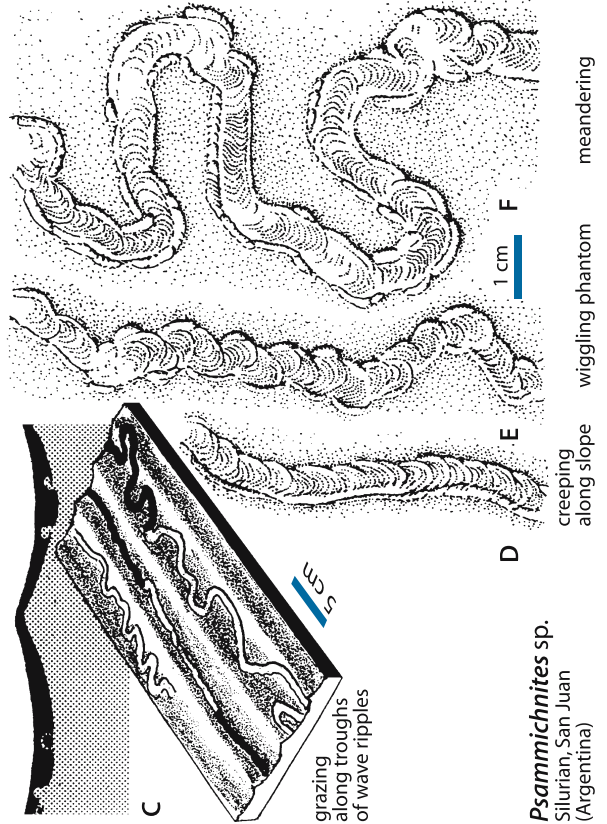 C
grazing
along troughs
of wave ripples
5 cm
Psammichnites sp.
Silurian, San Juan
(Argentina)
D
creeping
along slope
E
wiggling phantom
1 cm
F
meandering